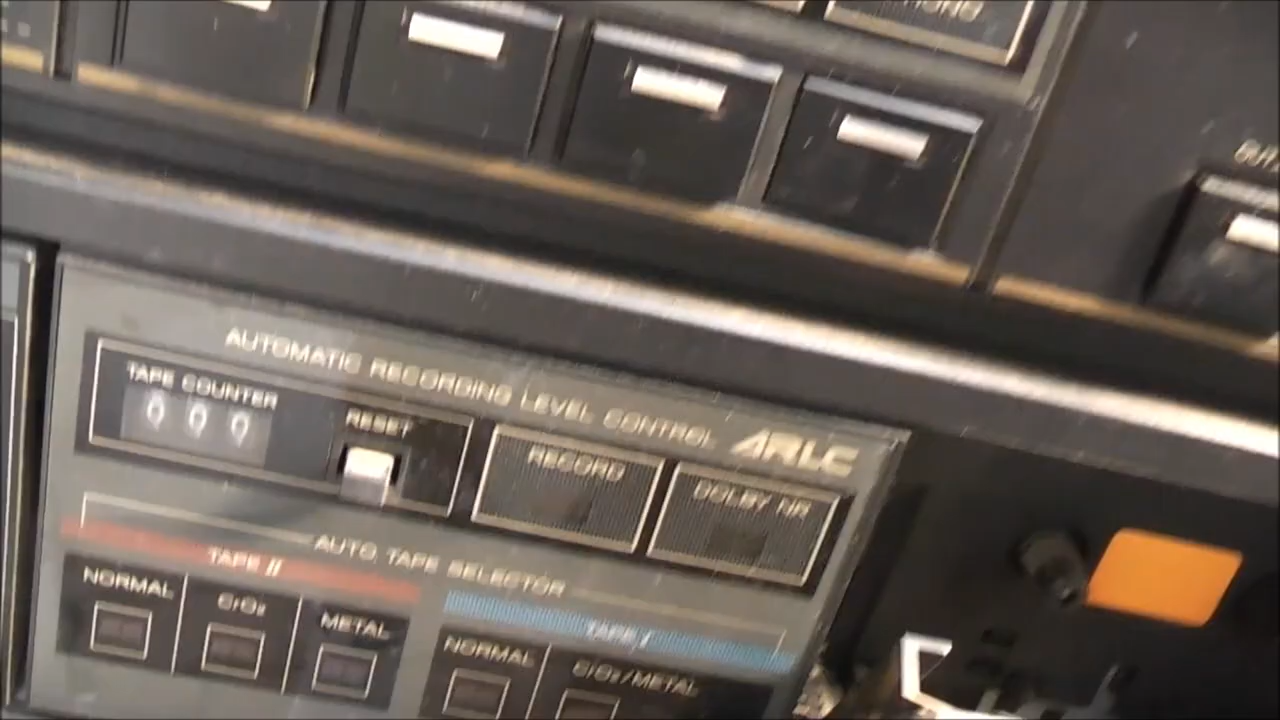 AUTOMATIC RECORDING LEVEL CONTROL ARLC
TAPE COUNTER
000
RESET
RECORD
DOLBY NR
AUTO TAPE SELECTOR
TAPE II
NORMAL
CrO₂
METAL
TAPE I
NORMAL
CrO₂/METAL